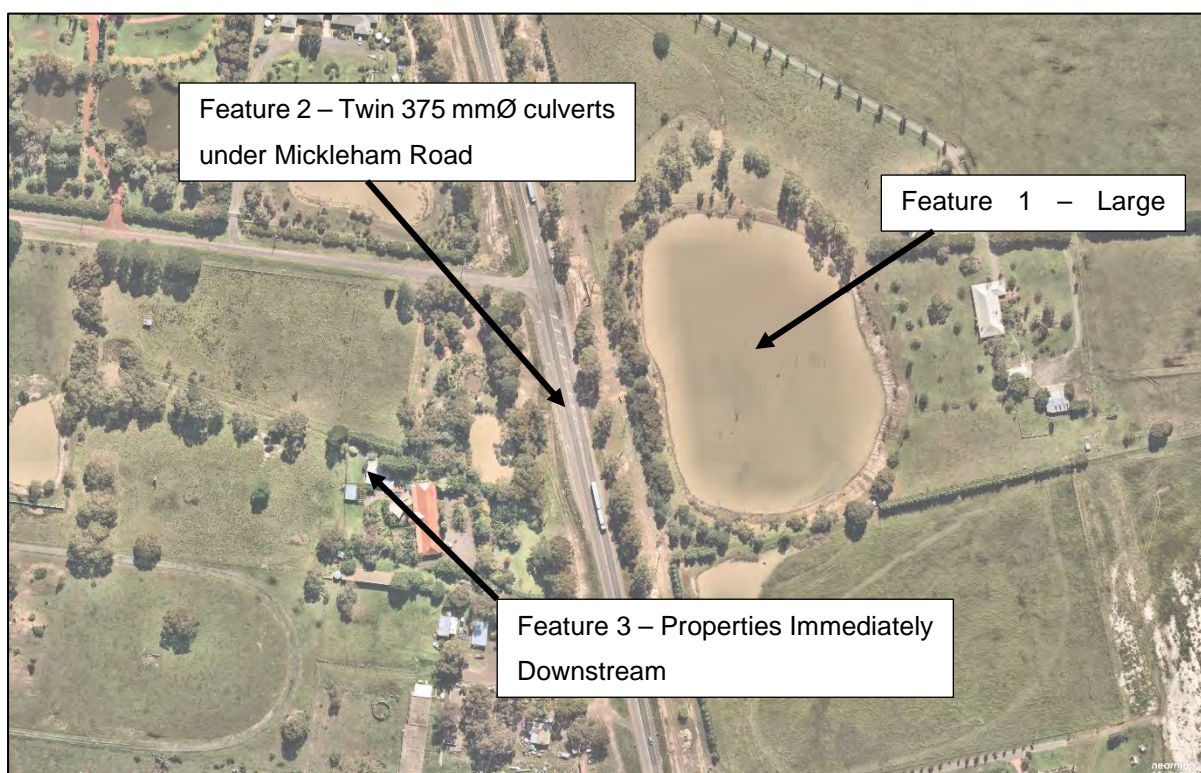 Feature 2 – Twin 375 mmØ culverts
under Mickleham Road
Feature 1 – Large
Feature 3 – Properties Immediately
Downstream
nearmap